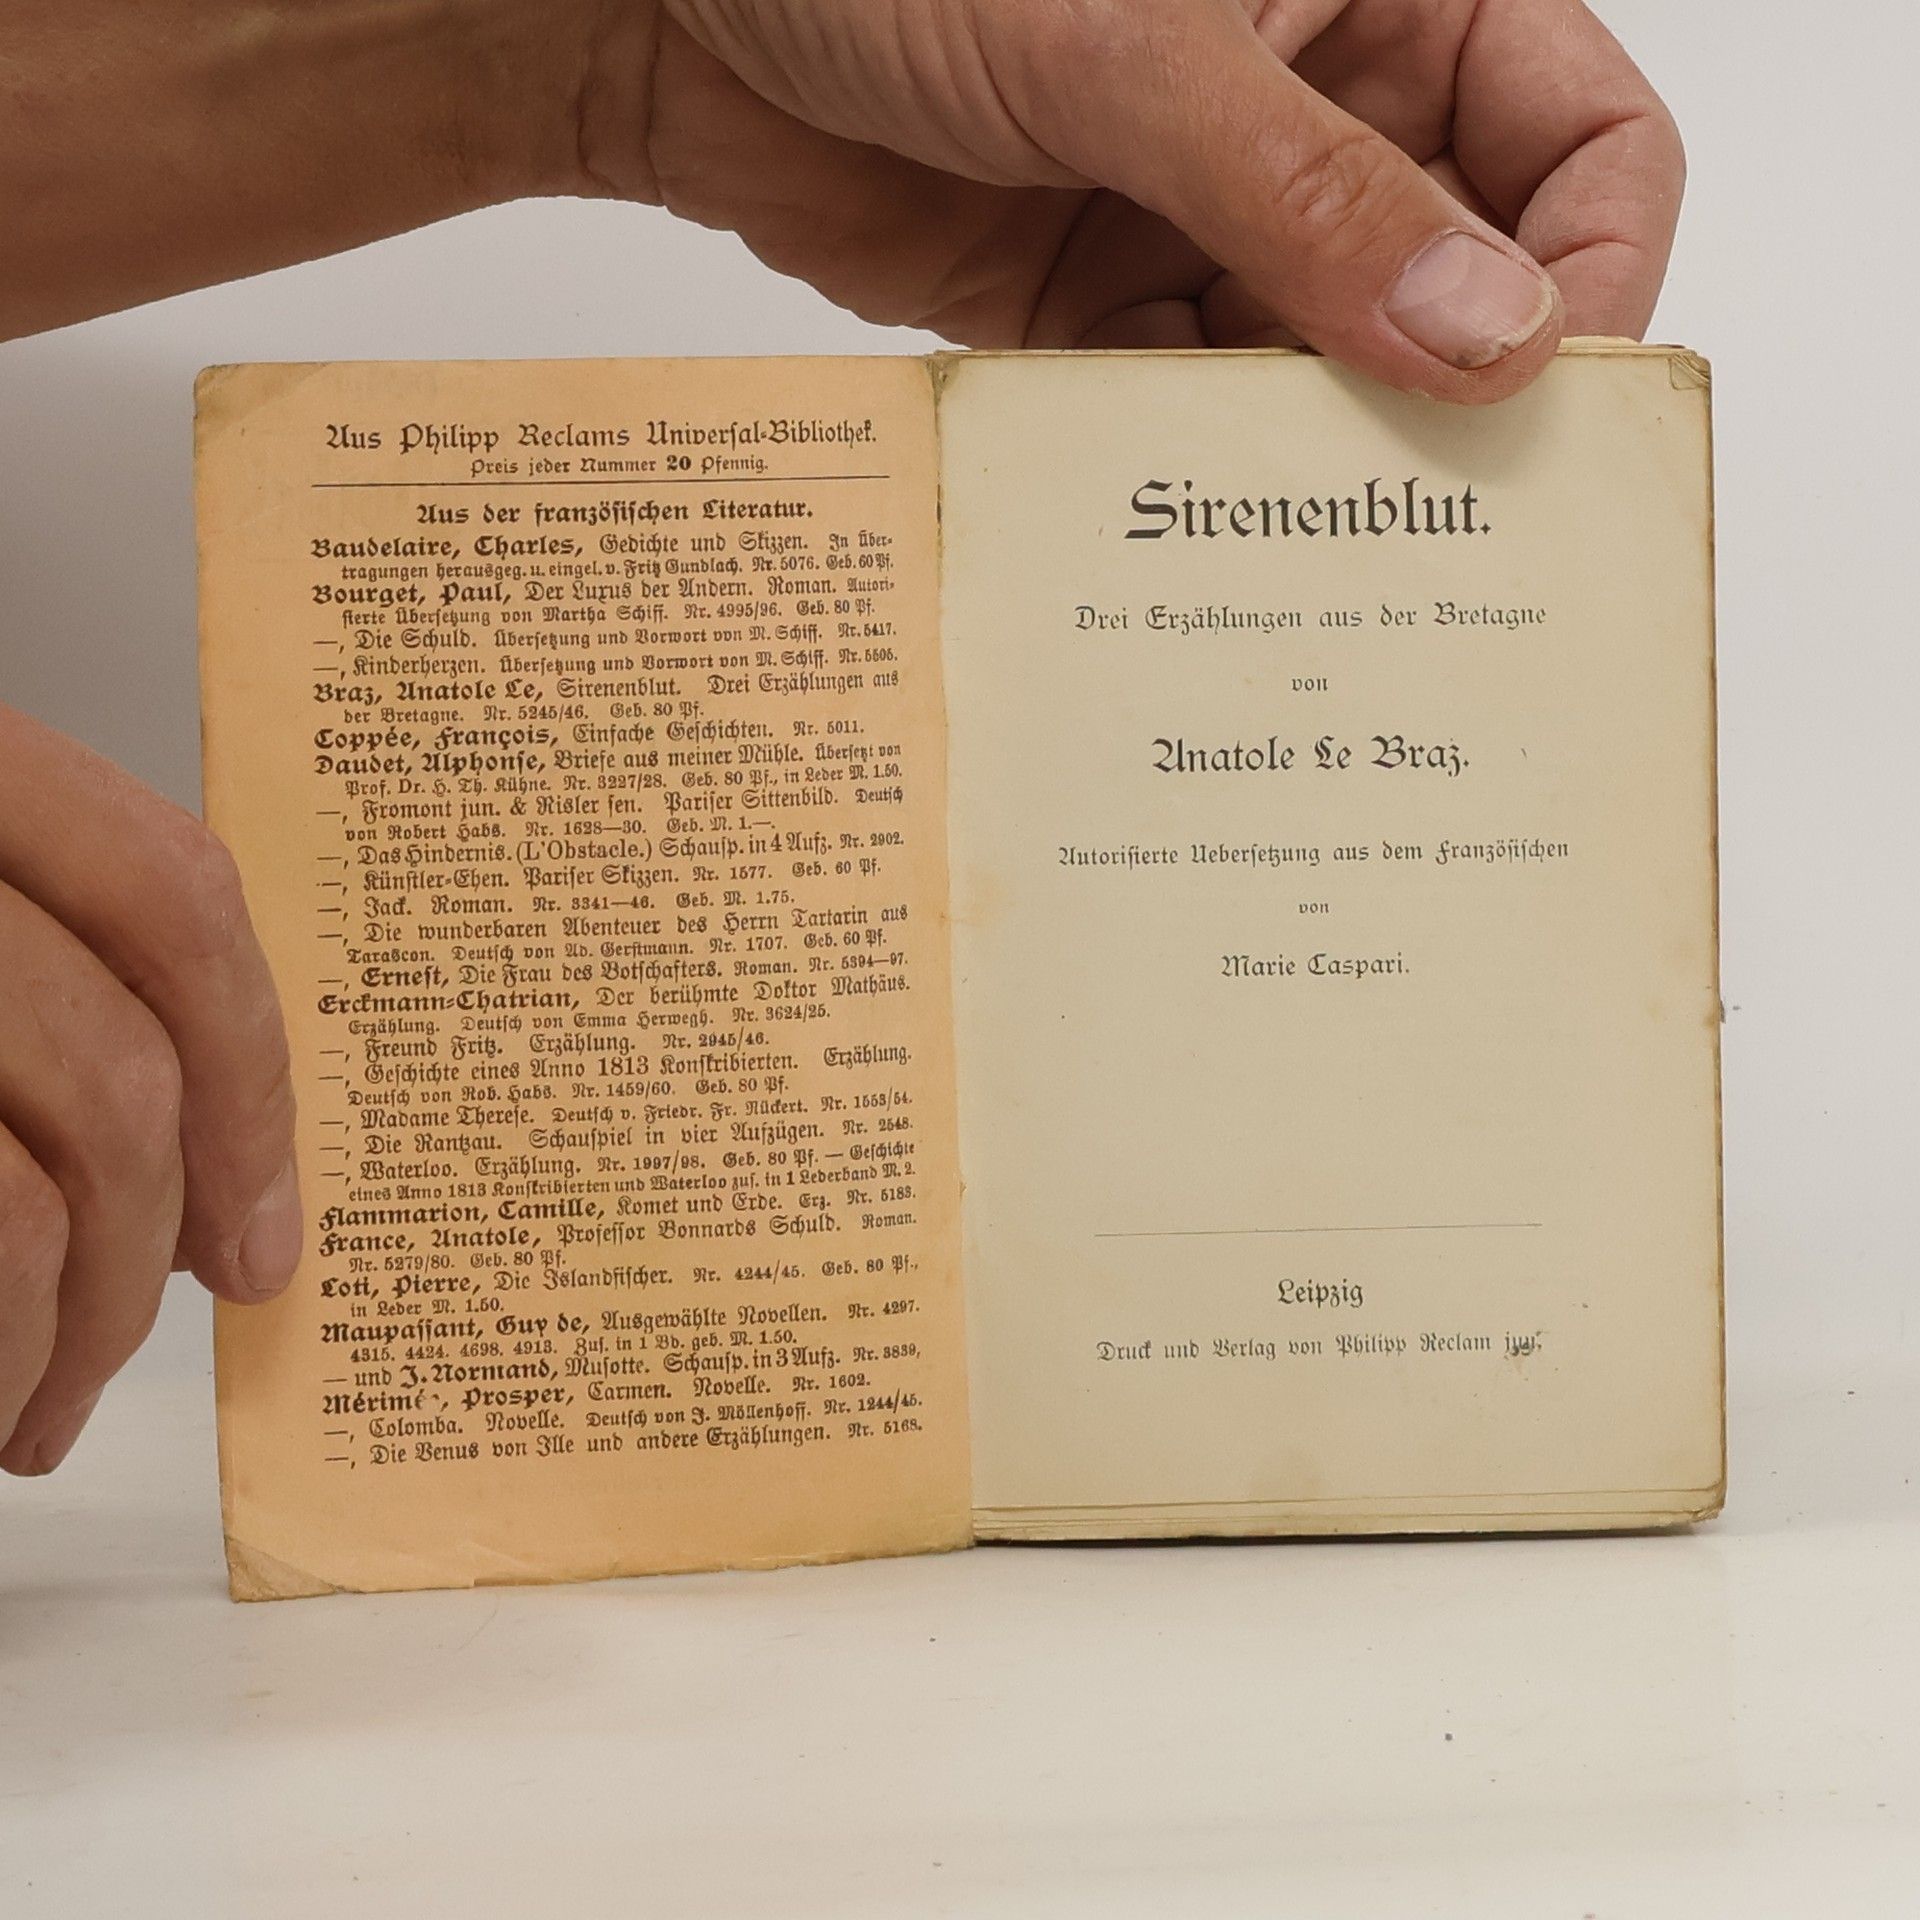 Aus Philipp Reclams Universal-Bibliothek.
Preis jeder Nummer 20 Pfennig.
Aus der französischen Literatur.
Baudelaire, Charles, Gedichte und Skizzen. In Über-
tragungen herausgeg. u. eingel. v. Fritz Gundlach. Nr. 5076. Geb. 60 Pf.
Bourget, Paul, Der Luxus der Andern. Roman. Autori-
sierte Übersetzung von Martha Schiff. Nr. 4995/96. Geb. 80 Pf.
—, Die Schuld. Übersetzung und Vorwort von M. Schiff. Nr. 5417.
—, Kinderherzen. Übersetzung und Vorwort von M. Schiff. Nr. 5505.
Braz, Anatole Le, Sirenenblut. Drei Erzählungen aus
der Bretagne. Nr. 5245/46. Geb. 80 Pf.
Coppée, François, Einfache Geschichten. Nr. 5011.
Daudet, Alphonse, Briefe aus meiner Mühle. Übersetzt von
Prof. Dr. H. Th. Kühne. Nr. 3227/28. Geb. 80 Pf., in Leder M. 1.50.
—, Fromont jun. & Risler sen. Pariser Sittenbild. Deutsch
von Robert Habs. Nr. 1628—30. Geb. M. 1.—.
—, Das Hindernis. (L'Obstacle.) Schausp. in 4 Aufz. Nr. 2902.
—, Künstler-Ehen. Pariser Skizzen. Nr. 1577. Geb. 60 Pf.
—, Jack. Roman. Nr. 3341—46. Geb. M. 1.75.
—, Die wunderbaren Abenteuer des Herrn Tartarin aus
Tarascon. Deutsch von Ad. Gerstmann. Nr. 1707. Geb. 60 Pf.
—, Ernest, Die Frau des Botschafters. Roman. Nr. 5394—97.
Erckmann-Chatrian, Der berühmte Doktor Mathäus.
Erzählung. Deutsch von Emma Herwegh. Nr. 3624/25.
—, Freund Fritz. Erzählung. Nr. 2945/46.
—, Geschichte eines Anno 1813 Konskribierten. Erzählung.
Deutsch von Rob. Habs. Nr. 1459/60. Geb. 80 Pf.
—, Madame Therese. Deutsch v. Friedr. Fr. Rückert. Nr. 1553/54.
—, Die Rantzau. Schauspiel in vier Aufzügen. Nr. 2548.
—, Waterloo. Erzählung. Nr. 1997/98. Geb. 80 Pf. — Geschichte
eines Anno 1813 Konskribierten und Waterloo zus. in 1 Lederband M. 2.
Flammarion, Camille, Komet und Erde. Erz. Nr. 5183.
France, Anatole, Professor Bonnards Schuld. Roman.
Nr. 5279/80. Geb. 80 Pf.
Loti, Pierre, Die Islandfischer. Nr. 4244/45. Geb. 80 Pf.,
in Leder M. 1.50.
Maupassant, Guy de, Ausgewählte Novellen. Nr. 4297.
4315. 4424. 4698. 4913. Zus. in 1 Bd. geb. M. 1.50.
— und J. Normand, Musotte. Schausp. in 3 Aufz. Nr. 3839.
Mérimée, Prosper, Carmen. Novelle. Nr. 1602.
—, Colomba. Novelle. Deutsch von J. Möllenhoff. Nr. 1244/45.
—, Die Venus von Ille und andere Erzählungen. Nr. 5168.
Sirenenblut.
Drei Erzählungen aus der Bretagne
von
Anatole Le Braz.
Autorisierte Uebersetzung aus dem Französischen
von
Marie Caspari.
Leipzig
Druck und Verlag von Philipp Reclam jun.